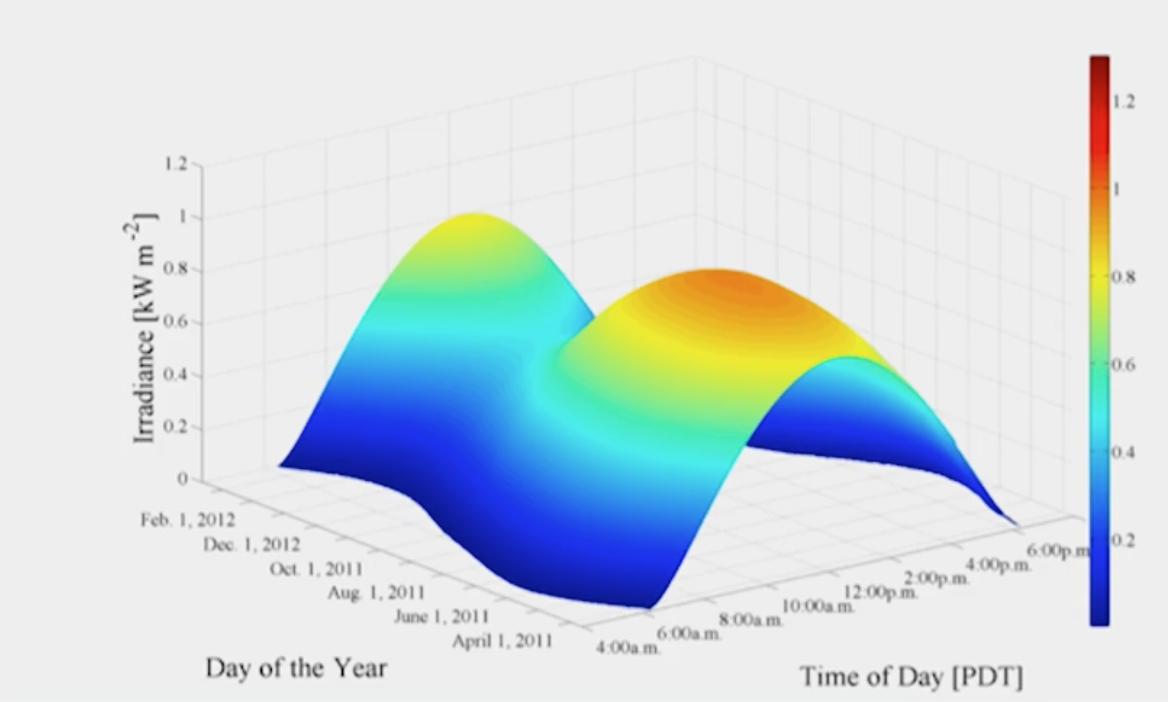 1.2
1
0.8
0.6
0.4
0.2
0
Irradiance [kW m-2]
Feb. 1, 2012
Dec. 1, 2012
Oct. 1, 2011
Aug. 1, 2011
June 1, 2011
April 1, 2011
Day of the Year
4:00a.m.
6:00a.m.
8:00a.m.
10:00a.m.
12:00p.m.
2:00p.m.
4:00p.m.
6:00p.m
Time of Day [PDT]
1.2
1
0.8
0.6
0.4
0.2